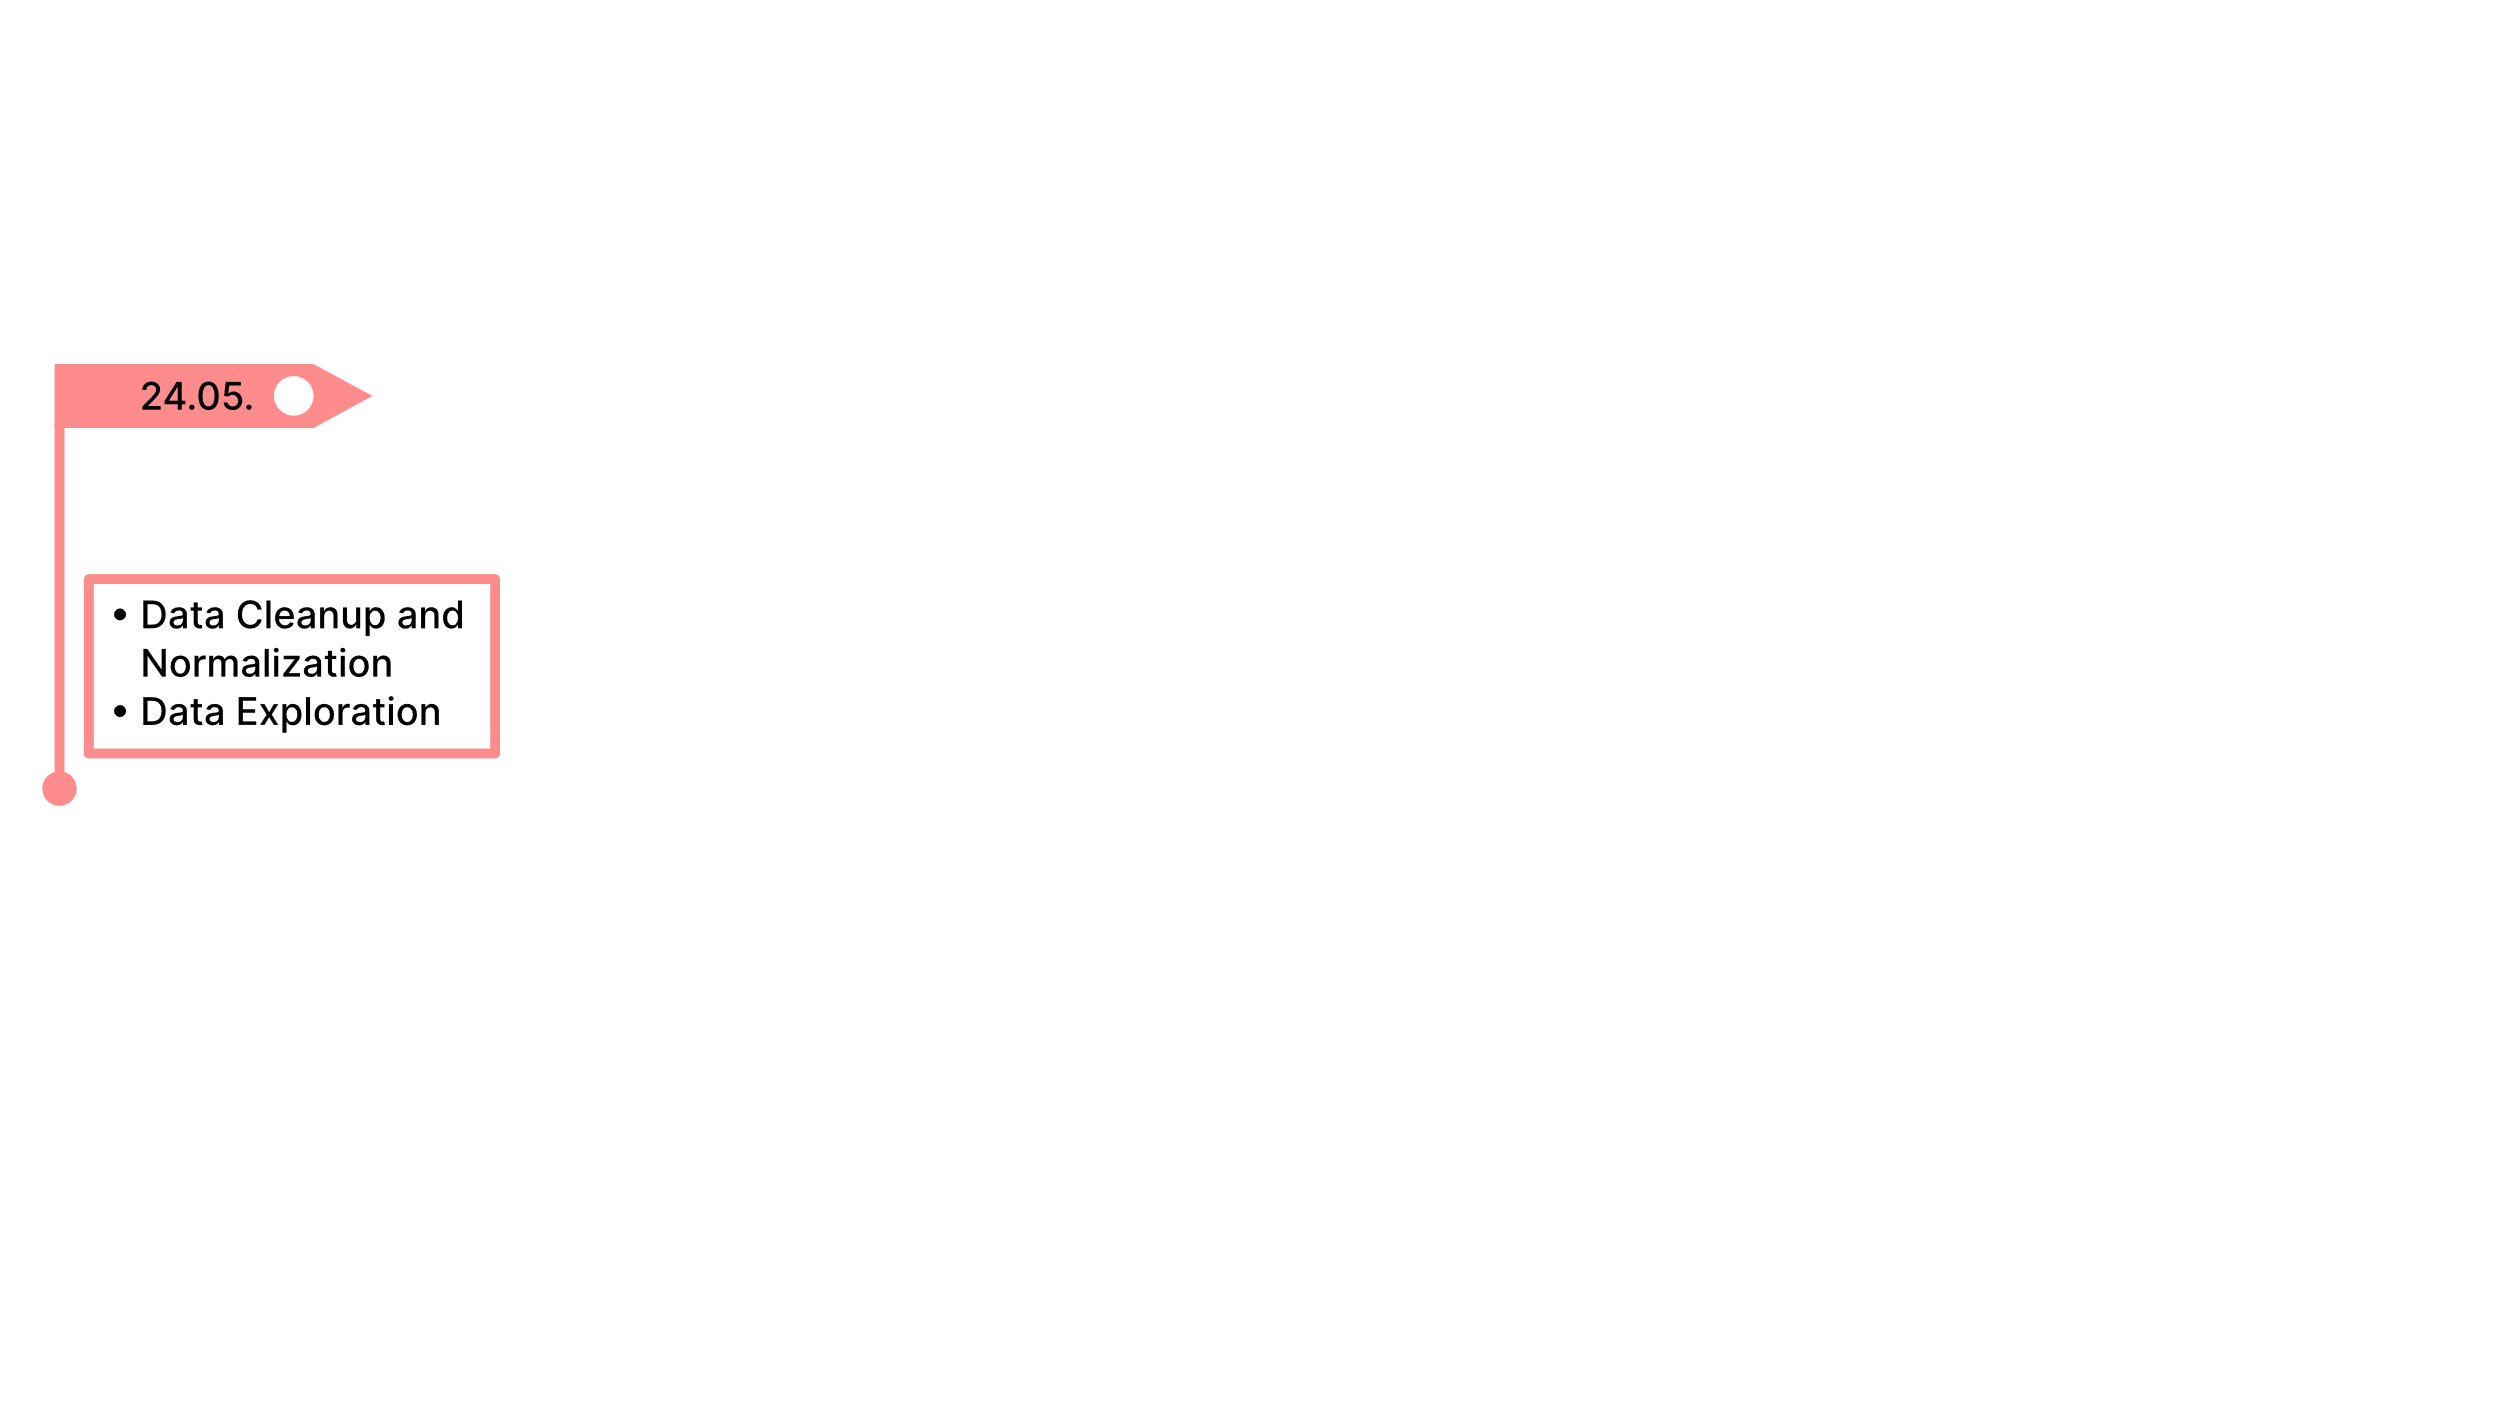 24.05.
• Data Cleanup and
Normalization
• Data Exploration